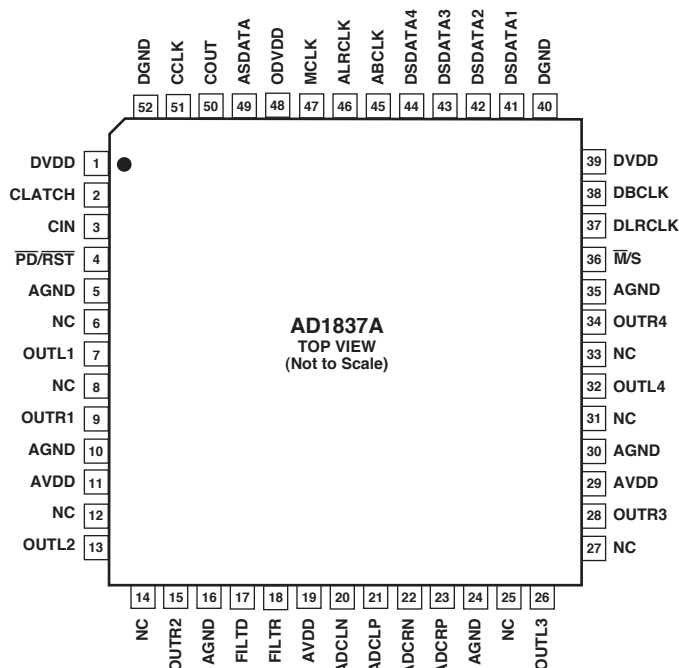 DGND
CCLK
COUT
ASDATA
ODVDD
MCLK
ALRCLK
ABCLK
DSDATA4
DSDATA3
DSDATA2
DSDATA1
DGND
52 51 50 49 48 47 46 45 44 43 42 41 40
DVDD 1
CLATCH 2
CIN 3
PD/RST 4
AGND 5
NC 6
OUTL1 7
NC 8
OUTR1 9
AGND 10
AVDD 11
NC 12
OUTL2 13
AD1837A
TOP VIEW
(Not to Scale)
39 DVDD
38 DBCLK
37 DLRCLK
36 M/S
35 AGND
34 OUTR4
33 NC
32 OUTL4
31 NC
30 AGND
29 AVDD
28 OUTR3
27 NC
14 15 16 17 18 19 20 21 22 23 24 25 26
NC
OUTR2
AGND
FILTD
FILTR
AVDD
ADCLN
ADCLP
ADCRN
ADCRP
AGND
NC
OUTL3